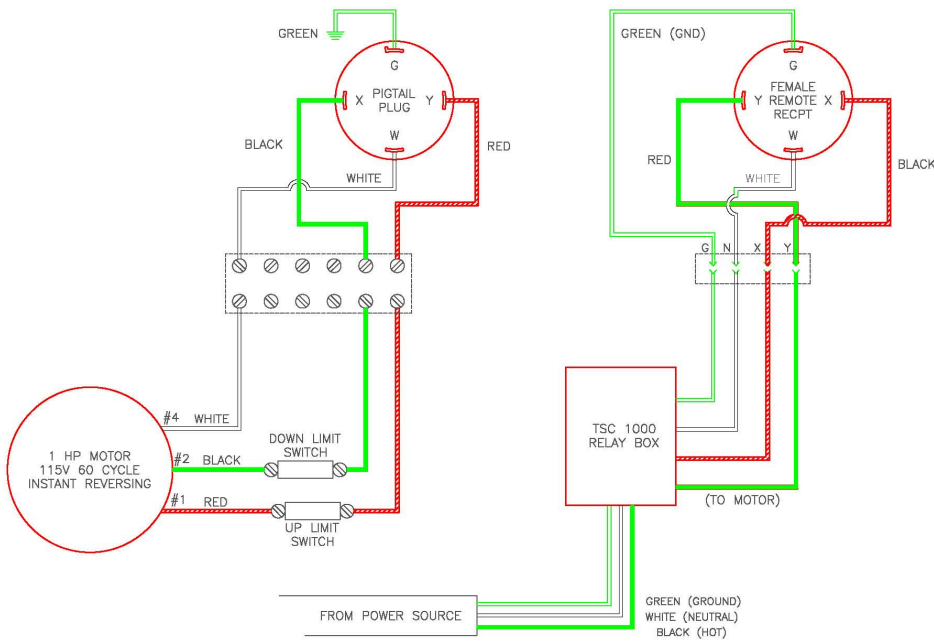 GREEN
G
X
PIGTAIL
PLUG
Y
W
BLACK
RED
WHITE
GREEN (GND)
G
Y
FEMALE
REMOTE
RECPT
X
W
RED
WHITE
BLACK
G N X Y
#4 WHITE
1 HP MOTOR
115V 60 CYCLE
INSTANT REVERSING
#2 BLACK
DOWN LIMIT
SWITCH
#1 RED
UP LIMIT
SWITCH
TSC 1000
RELAY BOX
(TO MOTOR)
FROM POWER SOURCE
GREEN (GROUND)
WHITE (NEUTRAL)
BLACK (HOT)